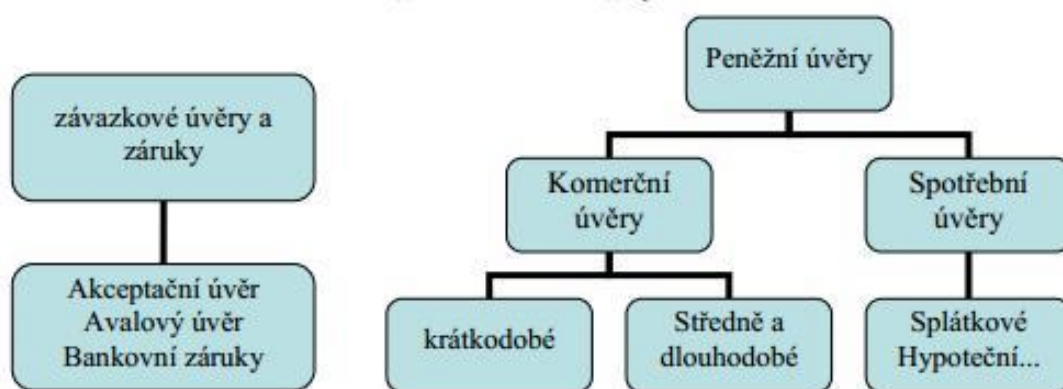 Peněžní úvěry
závazkové úvěry a
záruky
Komerční
úvěry
Spotřební
úvěry
Akceptační úvěr
Avalový úvěr
Bankovní záruky
krátkodobé
Středně a
dlouhodobé
Splátkové
Hypoteční...